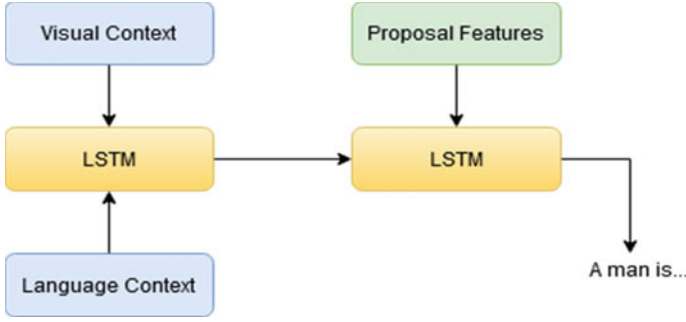 Visual Context
Proposal Features
LSTM
LSTM
Language Context
A man is...